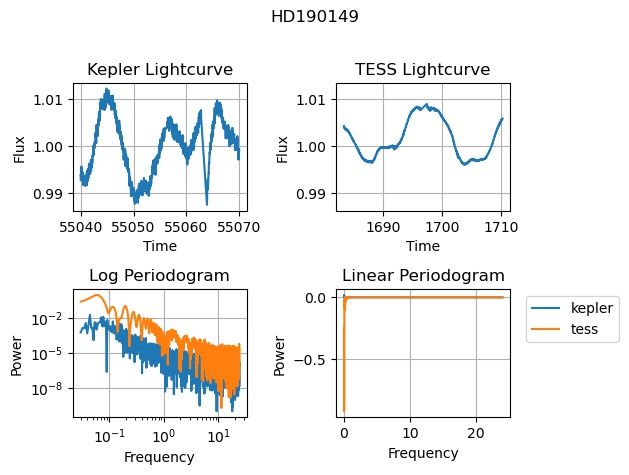 HD190149
Kepler Lightcurve
TESS Lightcurve
1.01
1.00
0.99
Flux
55040 55050 55060 55070
Time
1.01
1.00
0.99
Flux
1690 1700 1710
Time
Log Periodogram
Linear Periodogram
10⁻²
10⁻⁵
10⁻⁸
Power
10⁻¹ 10⁰ 10¹
Frequency
0.0
−0.5
Power
0 10 20
Frequency
kepler
tess